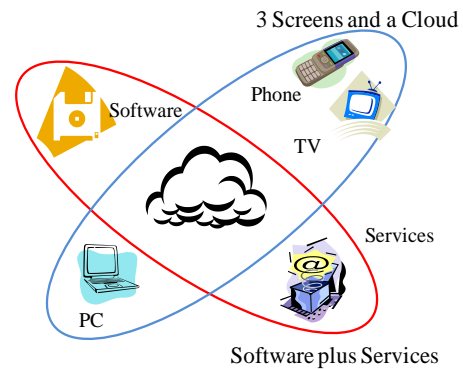 3 Screens and a Cloud
Phone
Software
TV
Services
@
PC
Software plus Services